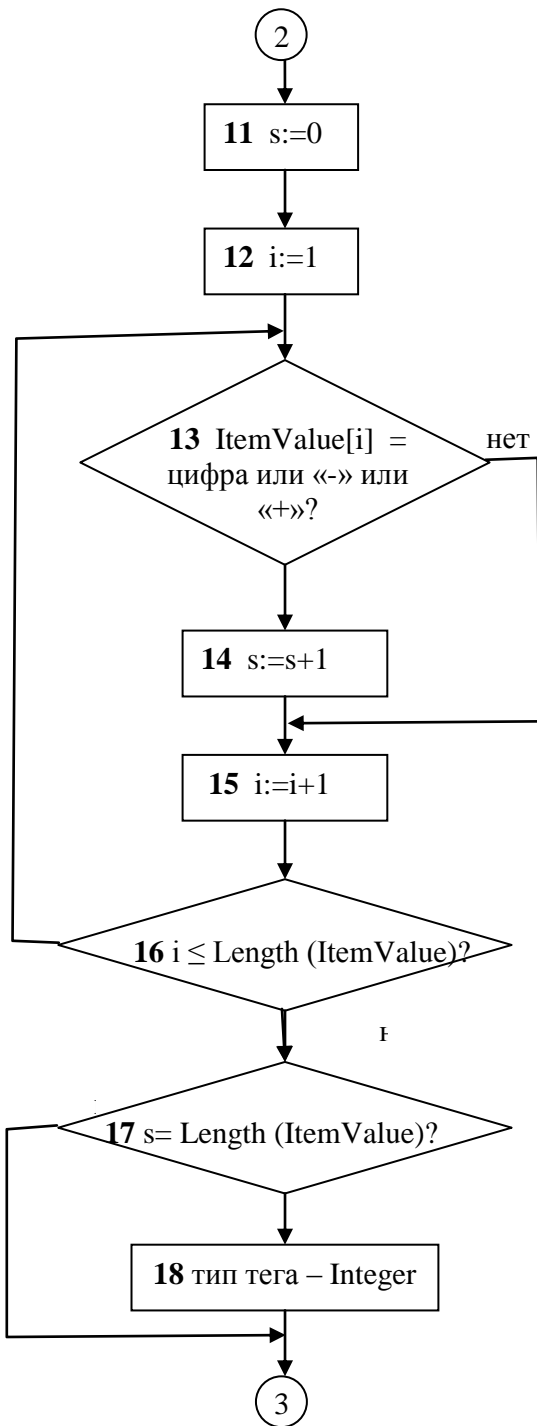 2
11 s:=0
12 i:=1
13 ItemValue[i] =
цифра или «-» или
«+»?
нет
14 s:=s+1
15 i:=i+1
16 i ≤ Length (ItemValue)?
17 s= Length (ItemValue)?
18 тип тега – Integer
3